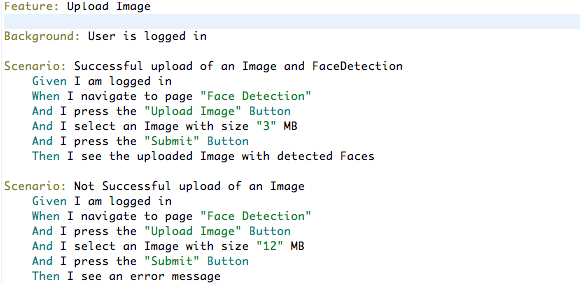 Feature: Upload Image
Background: User is logged in
Scenario: Successful upload of an Image and FaceDetection
Given I am logged in
When I navigate to page "Face Detection"
And I press the "Upload Image" Button
And I select an Image with size "3" MB
And I press the "Submit" Button
Then I see the uploaded Image with detected Faces
Scenario: Not Successful upload of an Image
Given I am logged in
When I navigate to page "Face Detection"
And I press the "Upload Image" Button
And I select an Image with size "12" MB
And I press the "Submit" Button
Then I see an error message